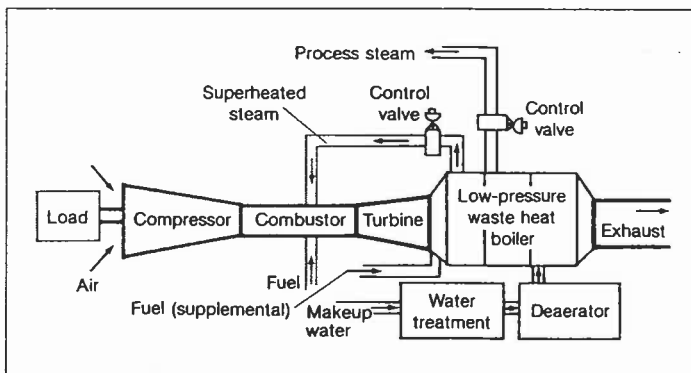 Process steam
Superheated
steam
Control
valve
Control
valve
Load
Compressor
Combustor
Turbine
Low-pressure
waste heat
boiler
Exhaust
Air
Fuel
Fuel (supplemental)
Makeup
water
Water
treatment
Deaerator